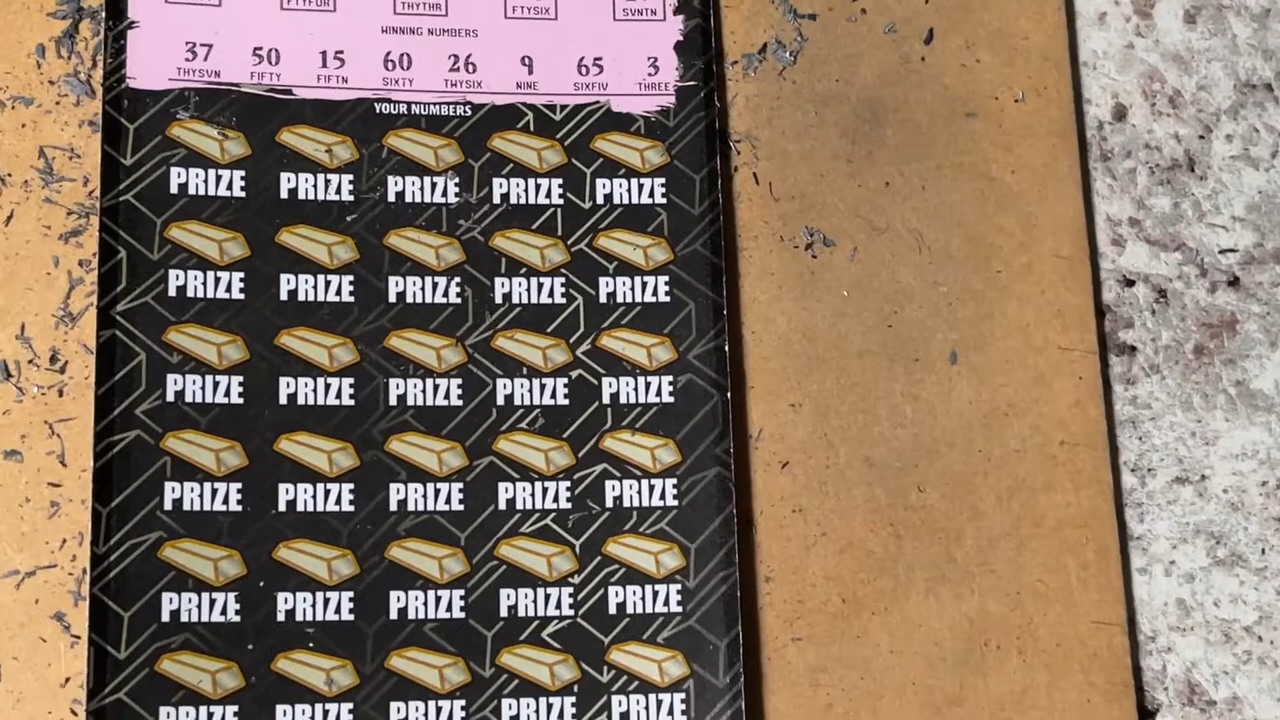 FTYFOR THYTHR FTYSIX SVNTN
WINNING NUMBERS
37 50 15 60 26 9 65 3
THYSVN FIFTY FIFTN SIXTY TWYSIX NINE SIXFIV THREE
YOUR NUMBERS
PRIZE PRIZE PRIZE PRIZE PRIZE
PRIZE PRIZE PRIZE PRIZE PRIZE
PRIZE PRIZE PRIZE PRIZE PRIZE
PRIZE PRIZE PRIZE PRIZE PRIZE
PRIZE PRIZE PRIZE PRIZE PRIZE
PRIZE PRIZE PRIZE PRIZE PRIZE